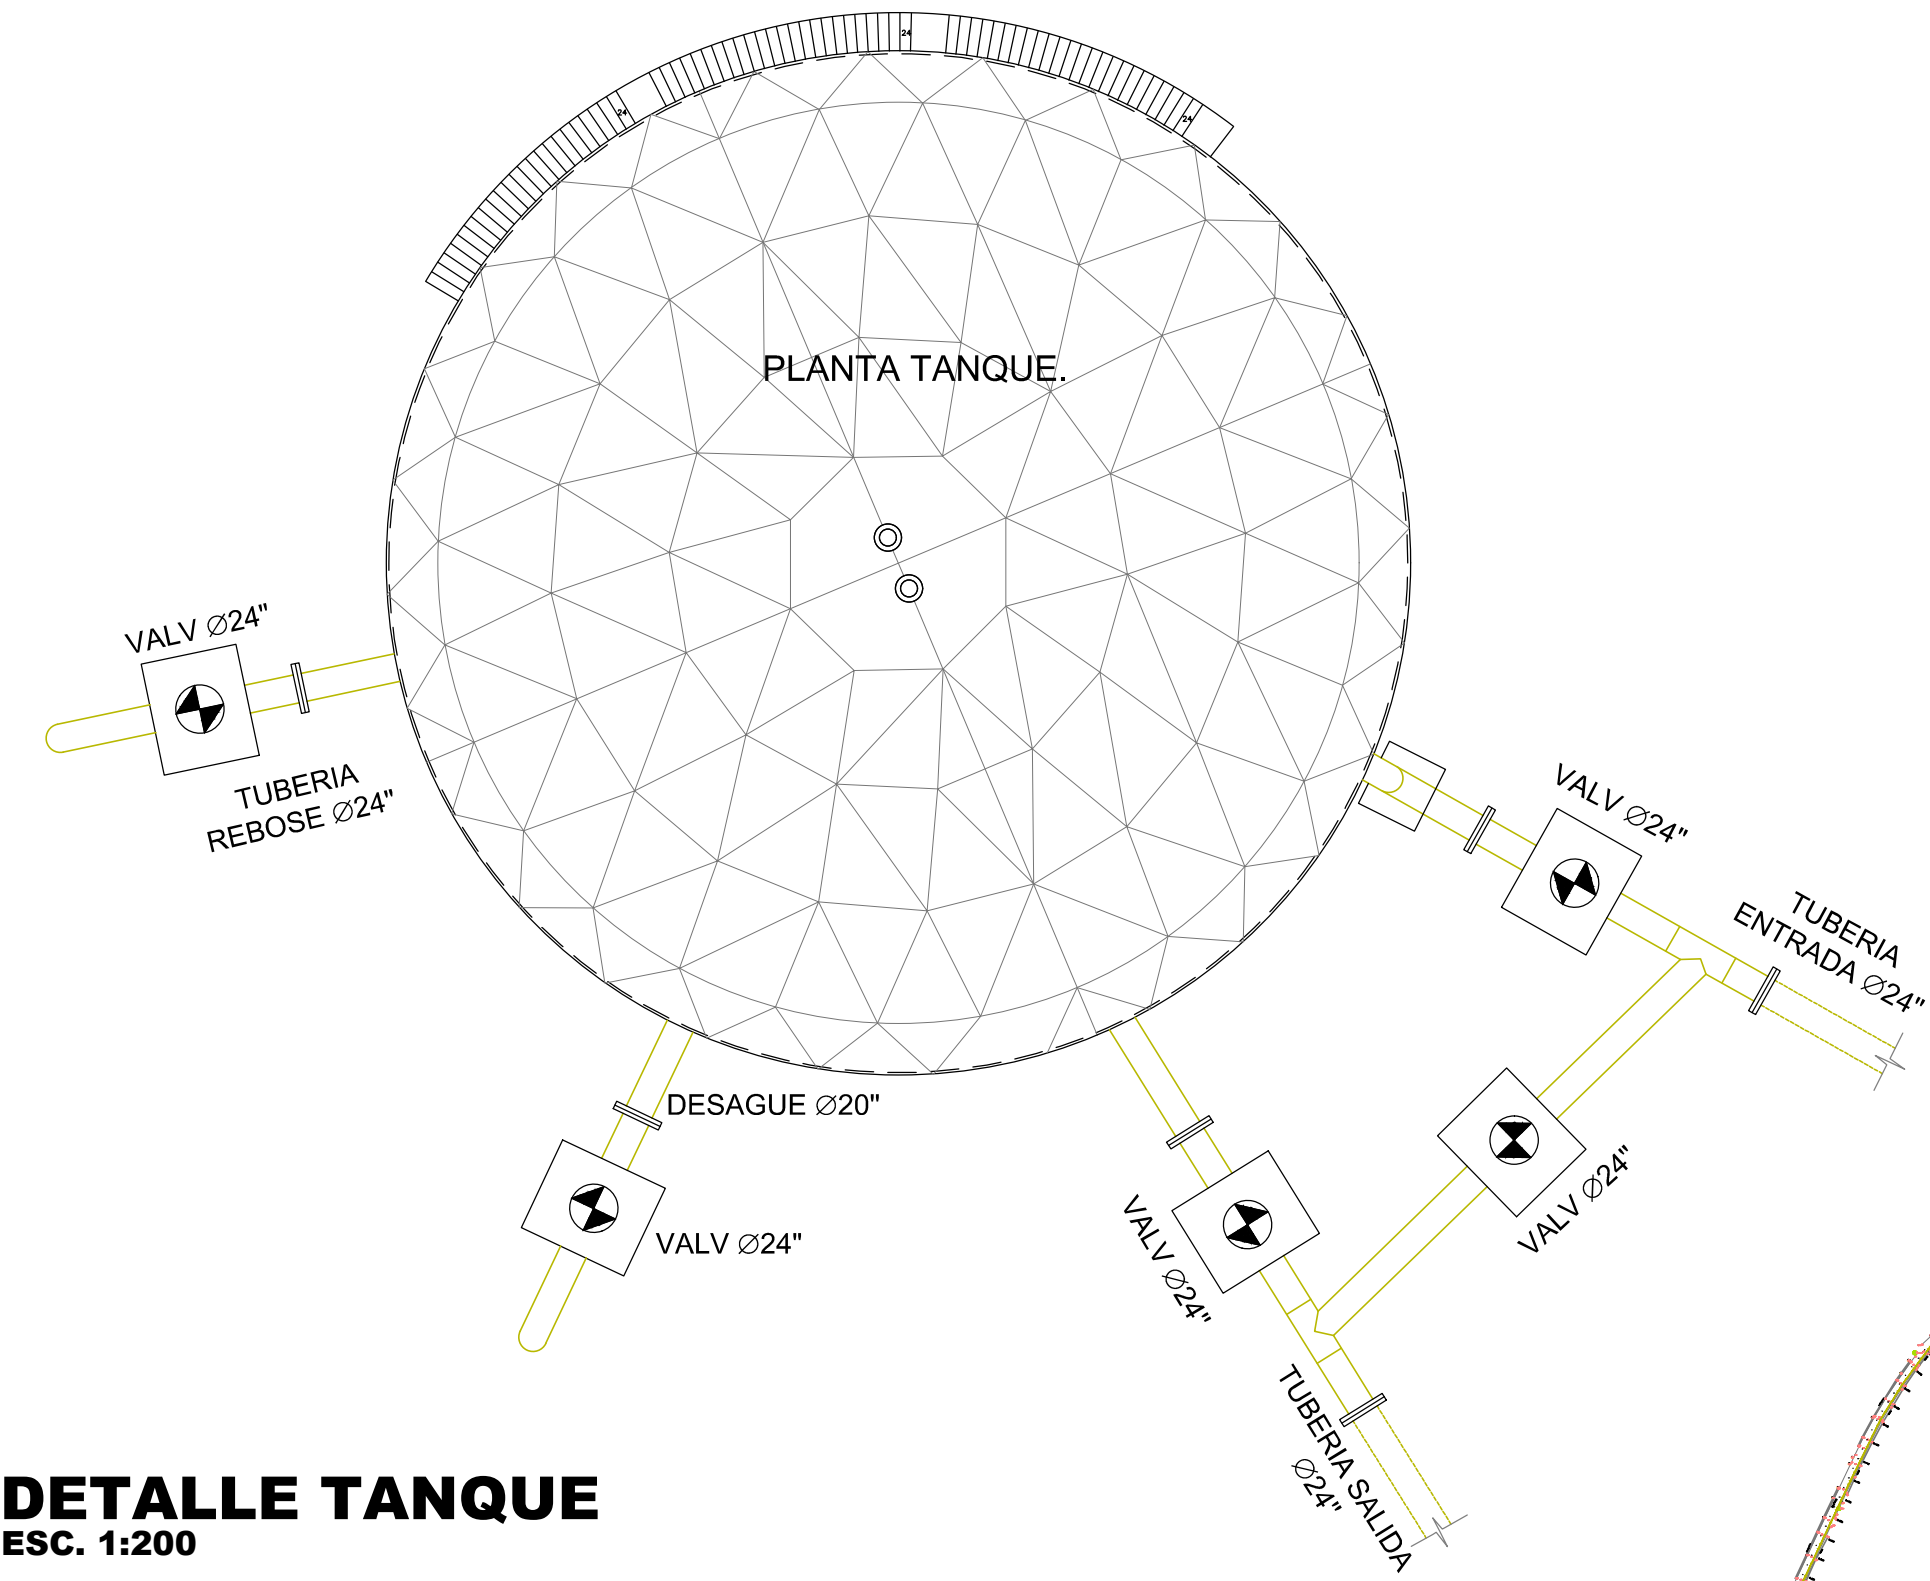 24
24
24
PLANTA TANQUE.
VALV Ø24"
TUBERIA
REBOSE Ø24"
VALV Ø24"
TUBERIA
ENTRADA Ø24"
DESAGUE Ø20"
VALV Ø24"
VALV Ø24"
VALV Ø24"
TUBERIA SALIDA
Ø24"
DETALLE TANQUE
ESC. 1:200